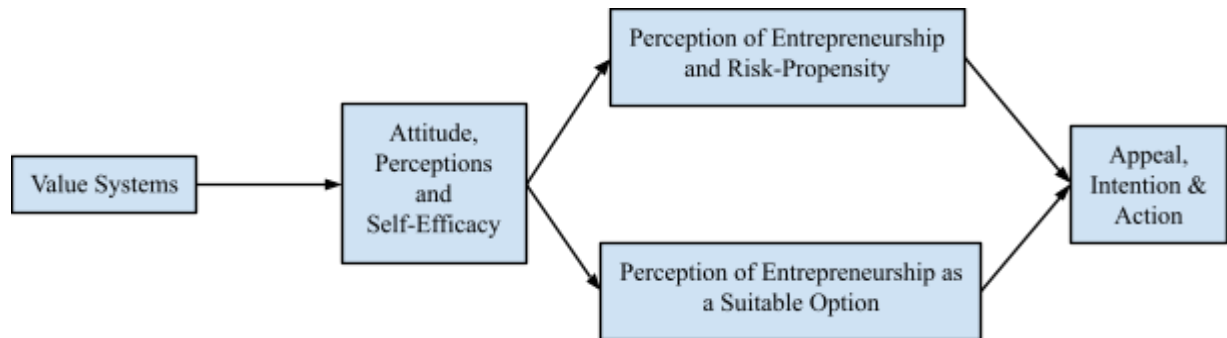 Value Systems
Attitude,
Perceptions
and
Self-Efficacy
Perception of Entrepreneurship
and Risk-Propensity
Perception of Entrepreneurship as
a Suitable Option
Appeal,
Intention &
Action